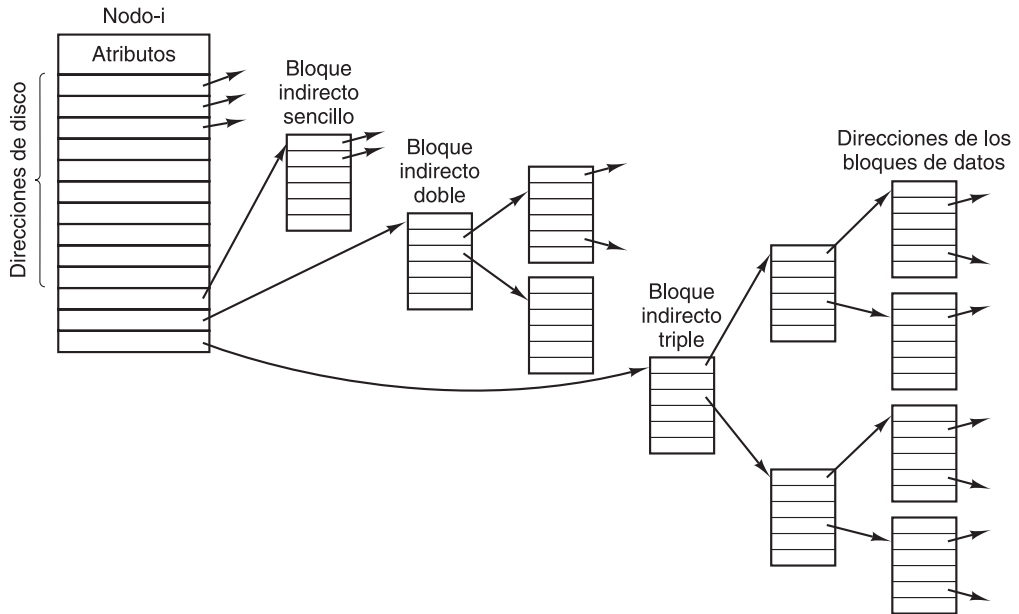 Nodo-i
Atributos
Direcciones de disco
Bloque
indirecto
sencillo
Bloque
indirecto
doble
Bloque
indirecto
triple
Direcciones de los
bloques de datos